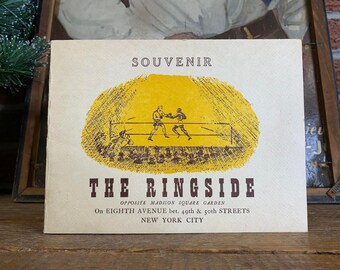 SOUVENIR
THE RINGSIDE
OPPOSITE MADISON SQUARE GARDEN
On EIGHTH AVENUE bet. 49th & 50th STREETS
NEW YORK CITY